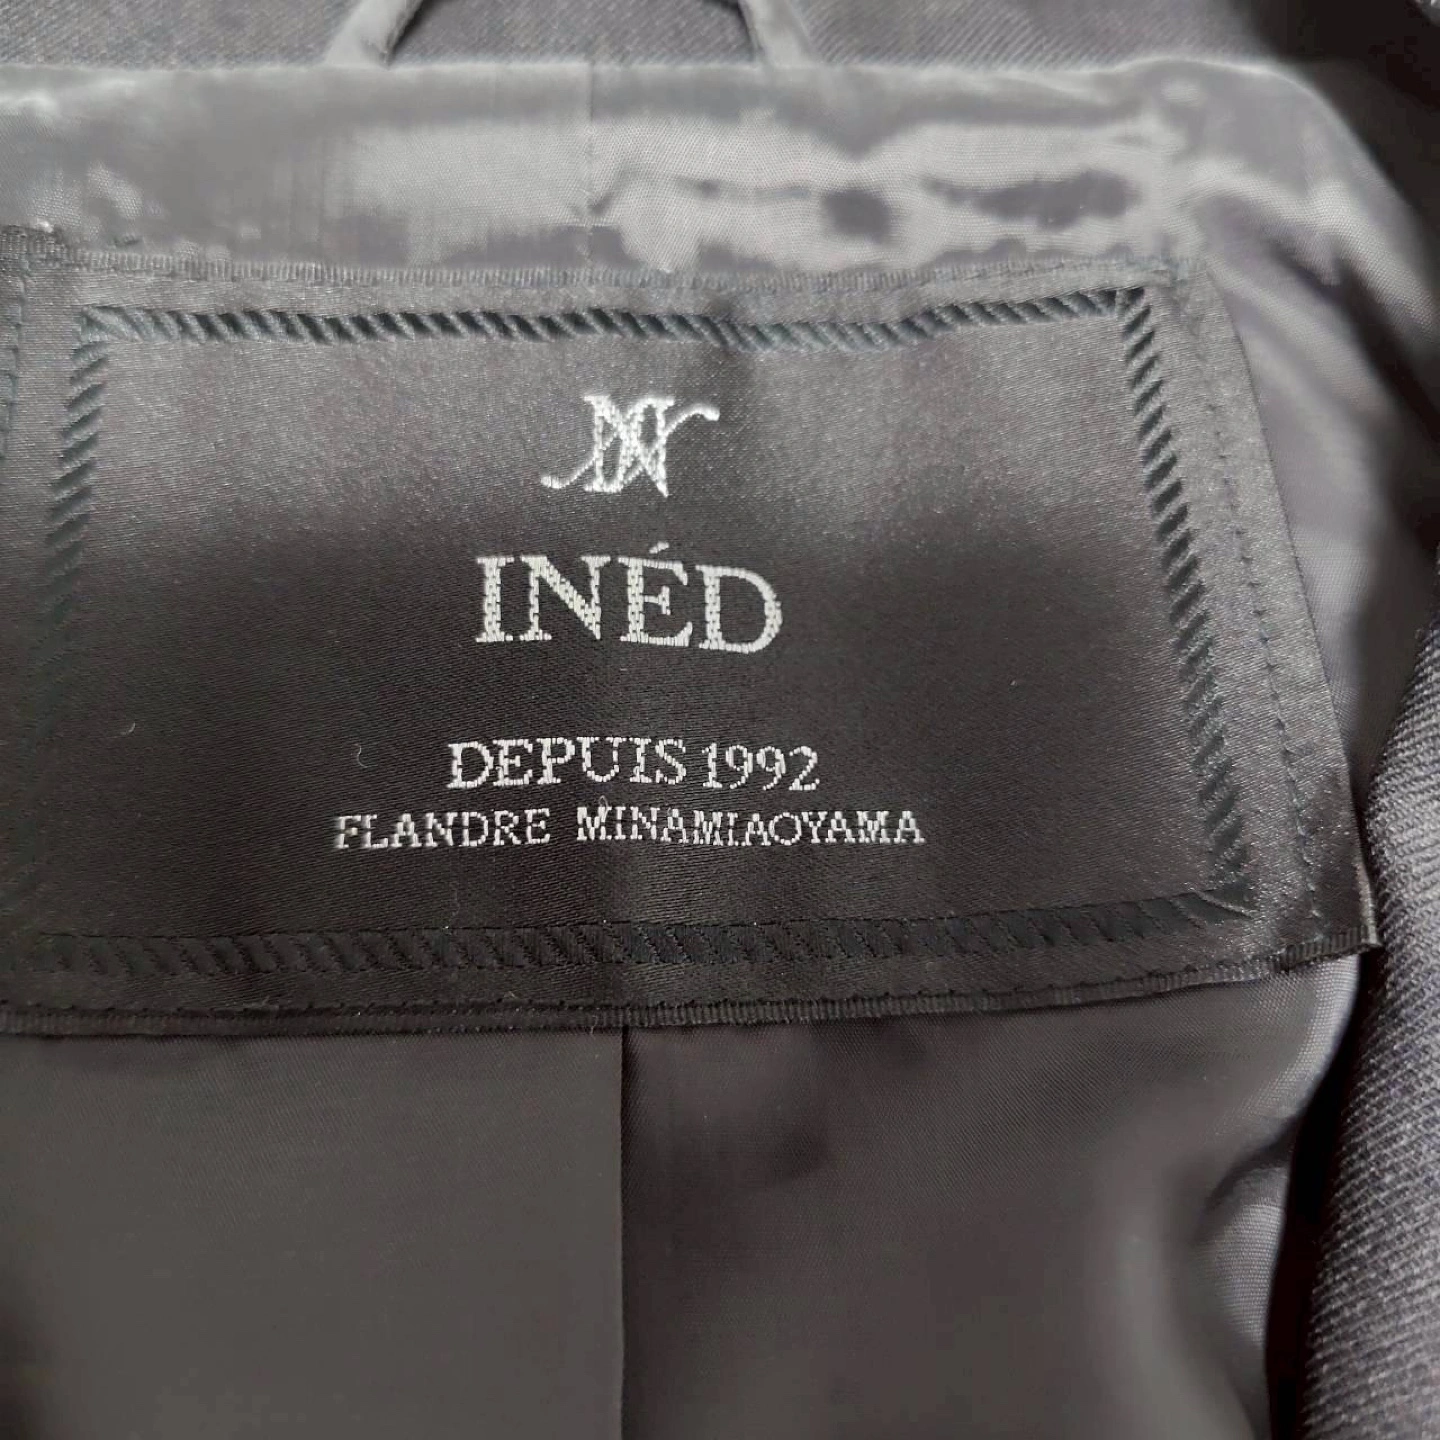 INÉD
DEPUIS 1992
FLANDRE MINAMIAOYAMA